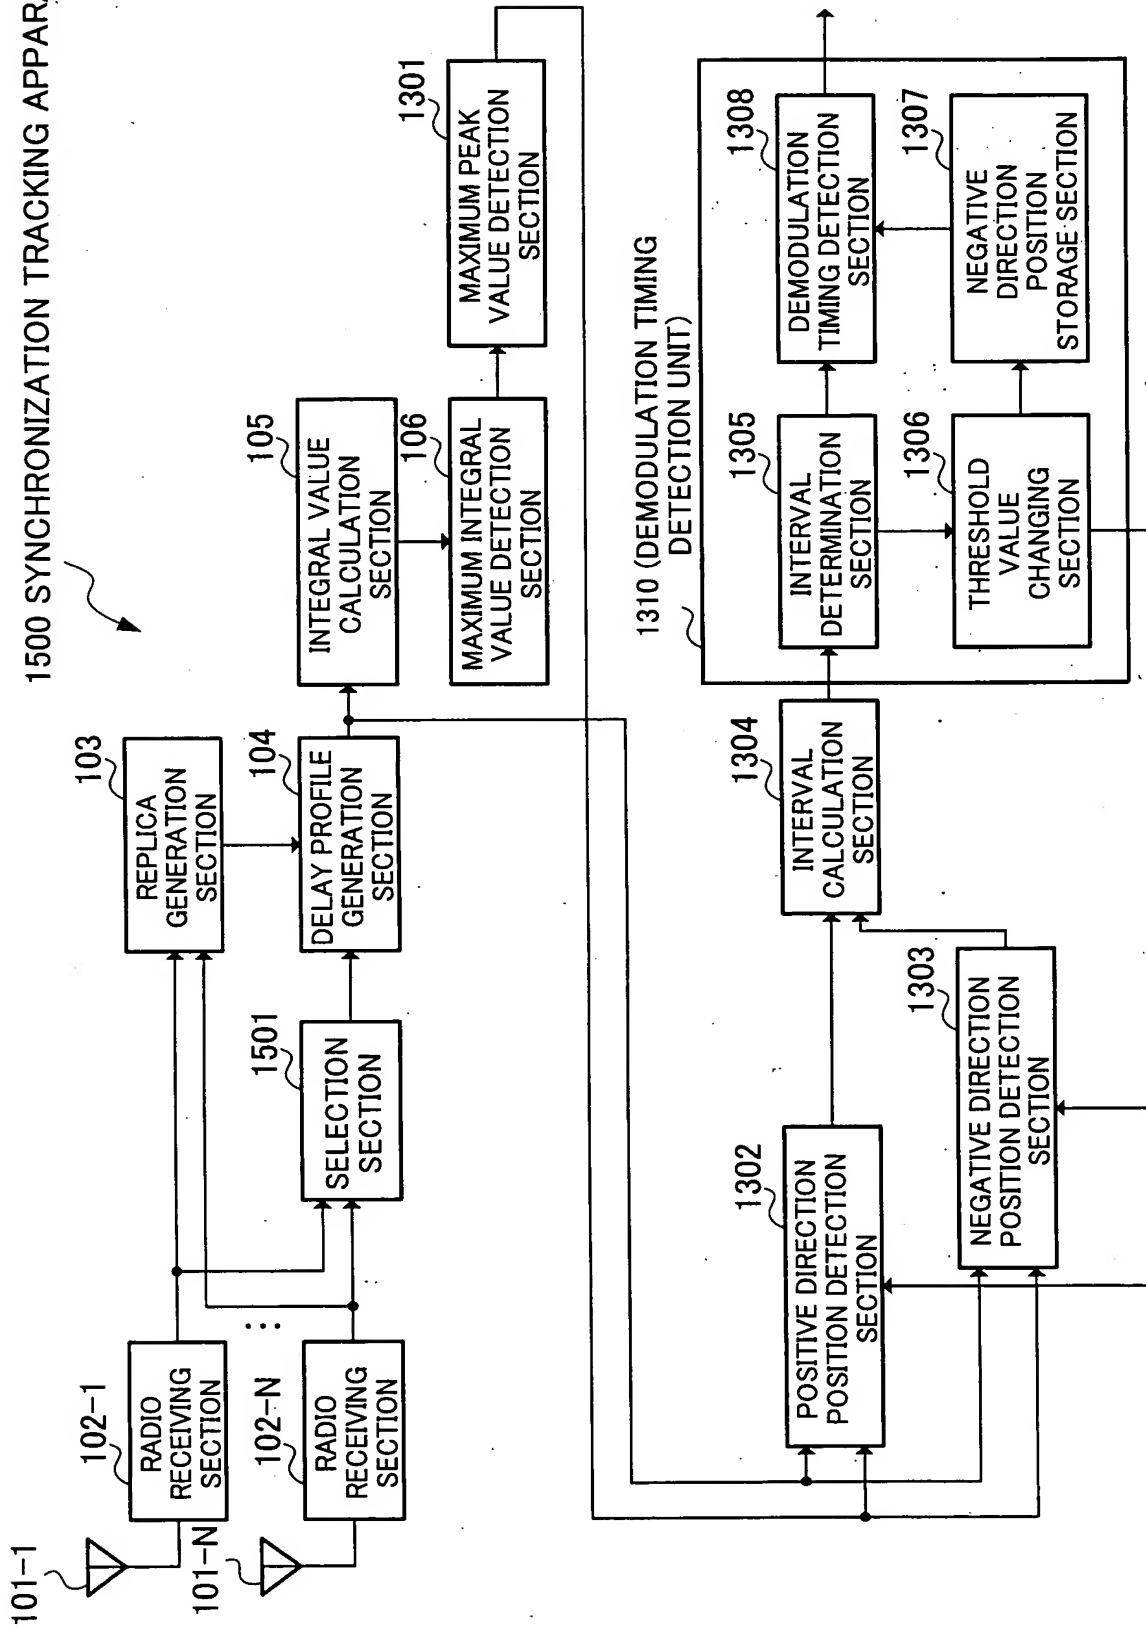 1500 SYNCHRONIZATION TRACKING
101-1
102-1
RADIO
RECEIVING
SECTION
101-N
102-N
RADIO
RECEIVING
SECTION
...
1501
SELECTION
SECTION
103
REPLICA
GENERATION
SECTION
104
DELAY PROFILE
GENERATION
SECTION
105
INTEGRAL VALUE
CALCULATION
SECTION
106
MAXIMUM INTEGRAL
VALUE DETECTION
SECTION
1301
MAXIMUM PEAK
VALUE DETECTION
SECTION
1302
POSITIVE DIRECTION
POSITION DETECTION
SECTION
1303
NEGATIVE DIRECTION
POSITION DETECTION
SECTION
1304
INTERVAL
CALCULATION
SECTION
1310 (DEMODULATION TIMING
DETECTION UNIT)
1305
INTERVAL
DETERMINATION
SECTION
1306
THRESHOLD
VALUE
CHANGING
SECTION
1308
DEMODULATION
TIMING DETECTION
SECTION
1307
NEGATIVE
DIRECTION
POSITION
STORAGE SECTION